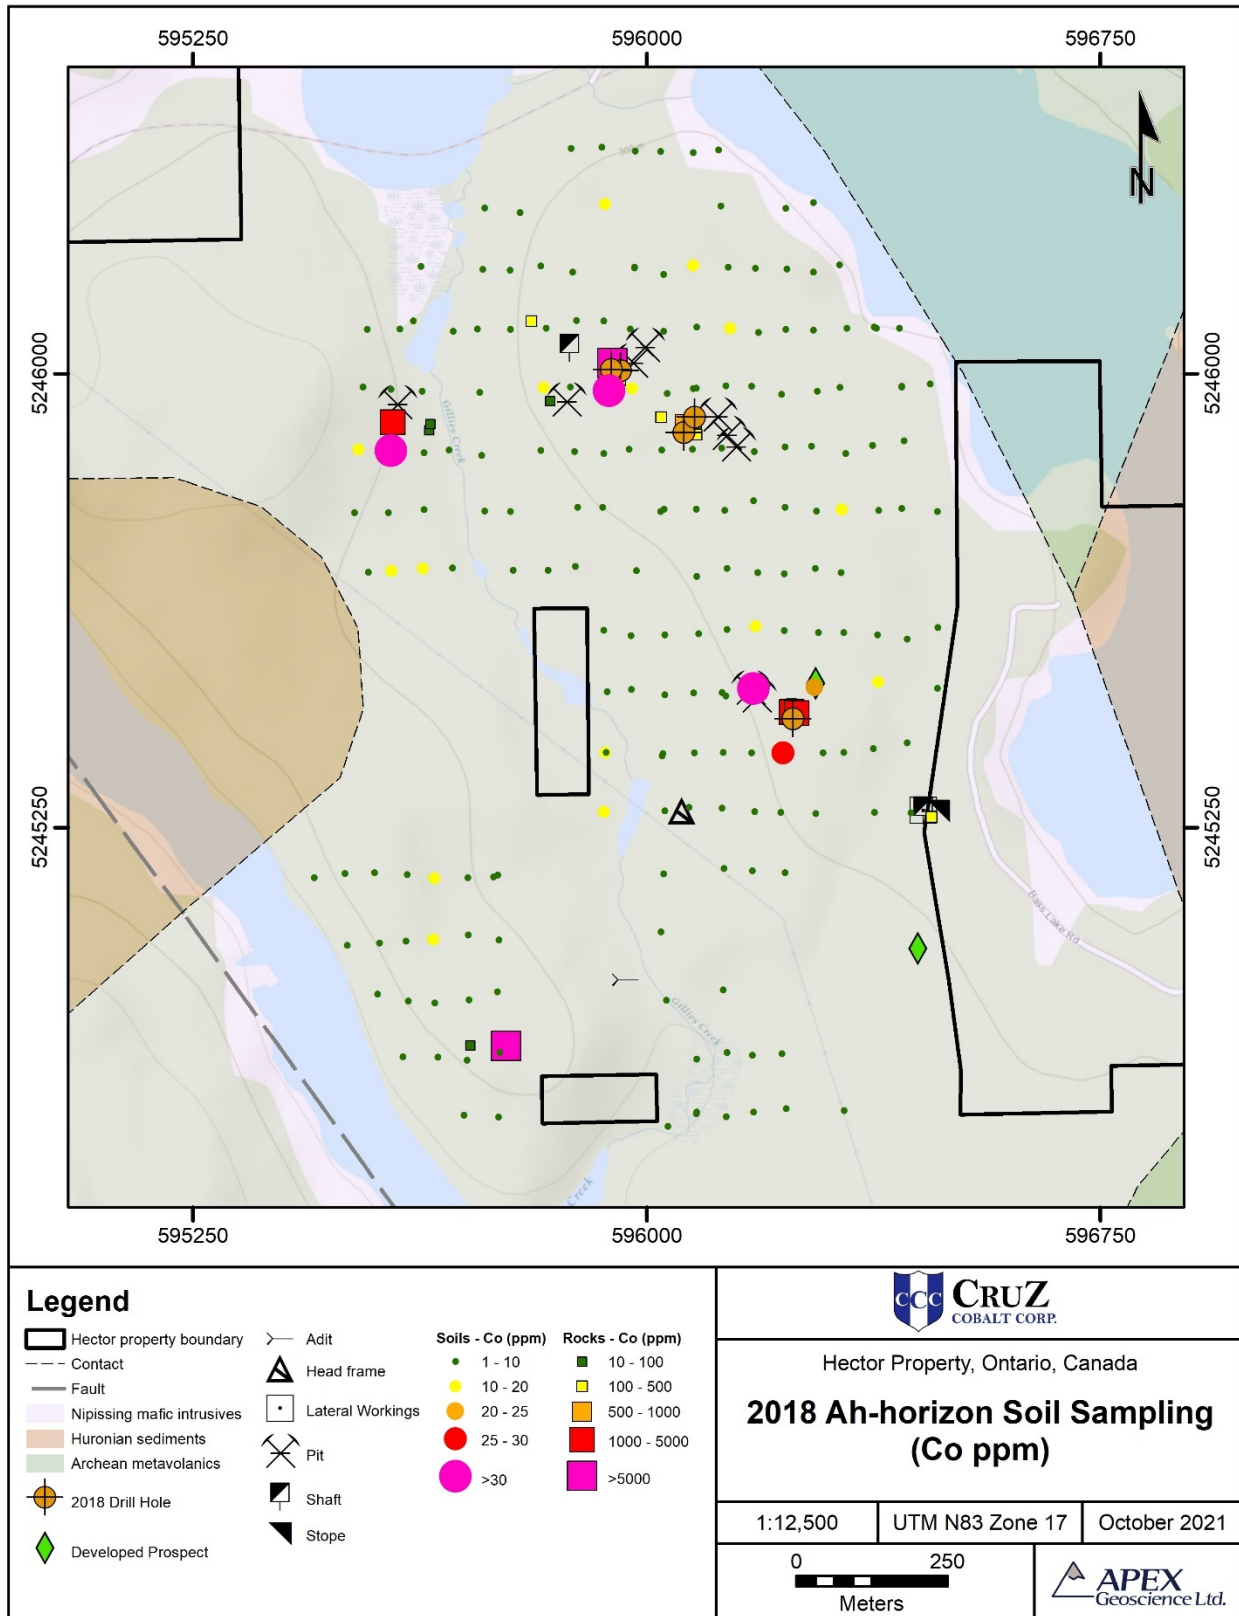 595250
596000
596750
N
300 m
5246000
5246000
Gillies Creek
5245250
5245250
Bass Lake Rd
Gillies Creek
Creek
595250
596000
596750
Legend
Hector property boundary
Contact
Fault
Nipissing mafic intrusives
Huronian sediments
Archean metavolanics
2018 Drill Hole
Developed Prospect
Adit
Head frame
Lateral Workings
Pit
Shaft
Stope
Soils - Co (ppm)
1 - 10
10 - 20
20 - 25
25 - 30
>30
Rocks - Co (ppm)
10 - 100
100 - 500
500 - 1000
1000 - 5000
>5000
CCC
CRUZ
COBALT CORP.
Hector Property, Ontario, Canada
2018 Ah-horizon Soil Sampling
(Co ppm)
1:12,500
UTM N83 Zone 17
October 2021
0 250
Meters
APEX
Geoscience Ltd.